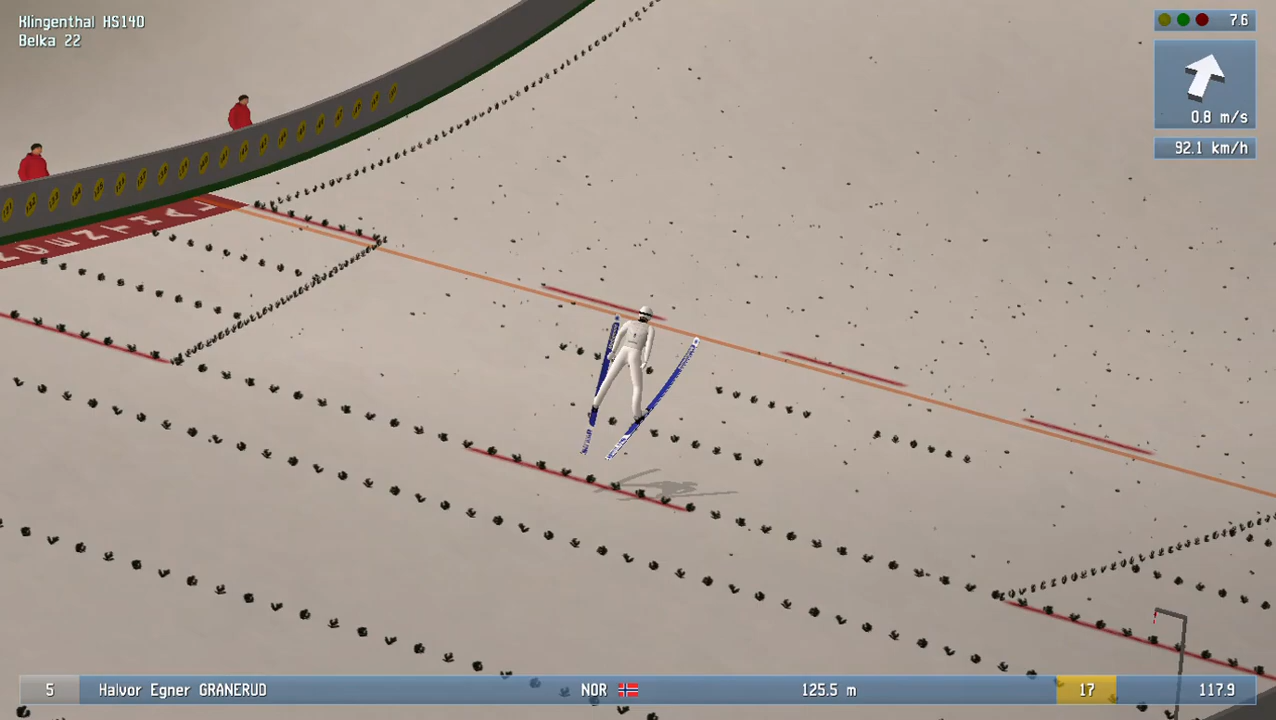 Klingenthal HS140
Belka 22
7.6
0.8 m/s
92.1 km/h
5 Halvor Egner GRANERUD NOR 125.5 m 17 117.9